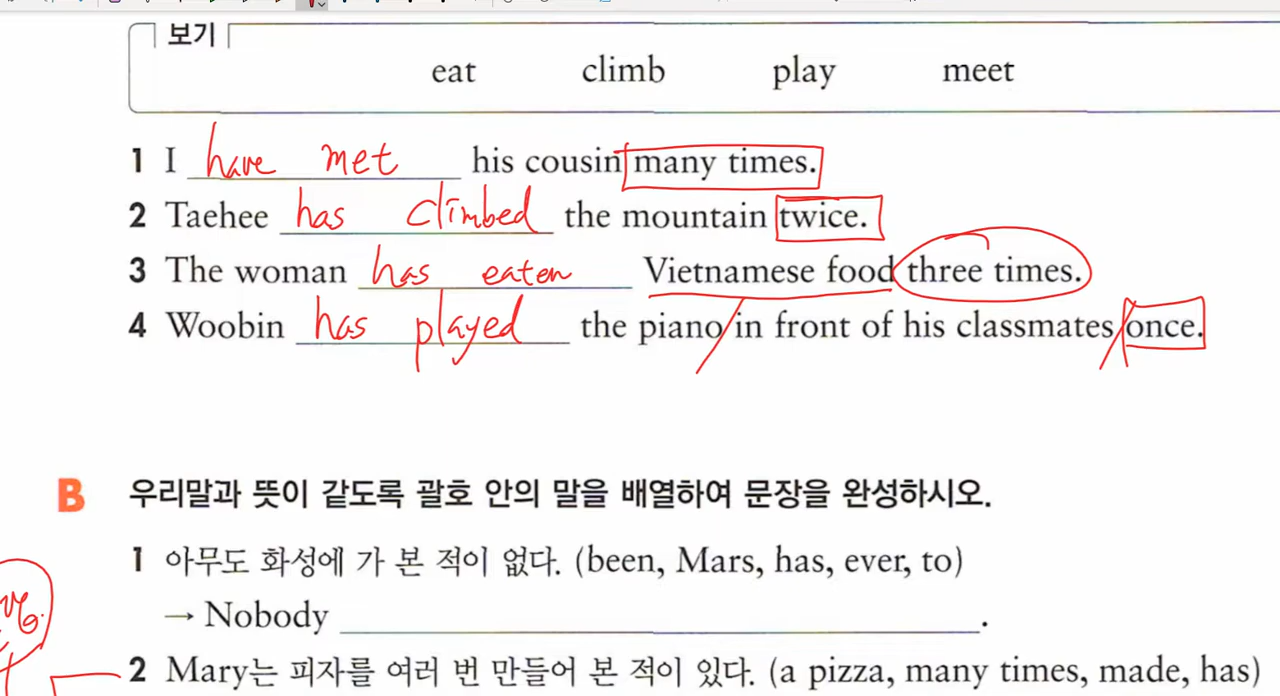 보기
eat climb play meet
1 I have met his cousin many times.
2 Taehee has climbed the mountain twice.
3 The woman has eaten Vietnamese food three times.
4 Woobin has played the piano in front of his classmates once.
B 우리말과 뜻이 같도록 괄호 안의 말을 배열하여 문장을 완성하시오.
1 아무도 화성에 가 본 적이 없다. (been, Mars, has, ever, to)
→ Nobody .
2 Mary는 피자를 여러 번 만들어 본 적이 있다. (a pizza, many times, made, has)